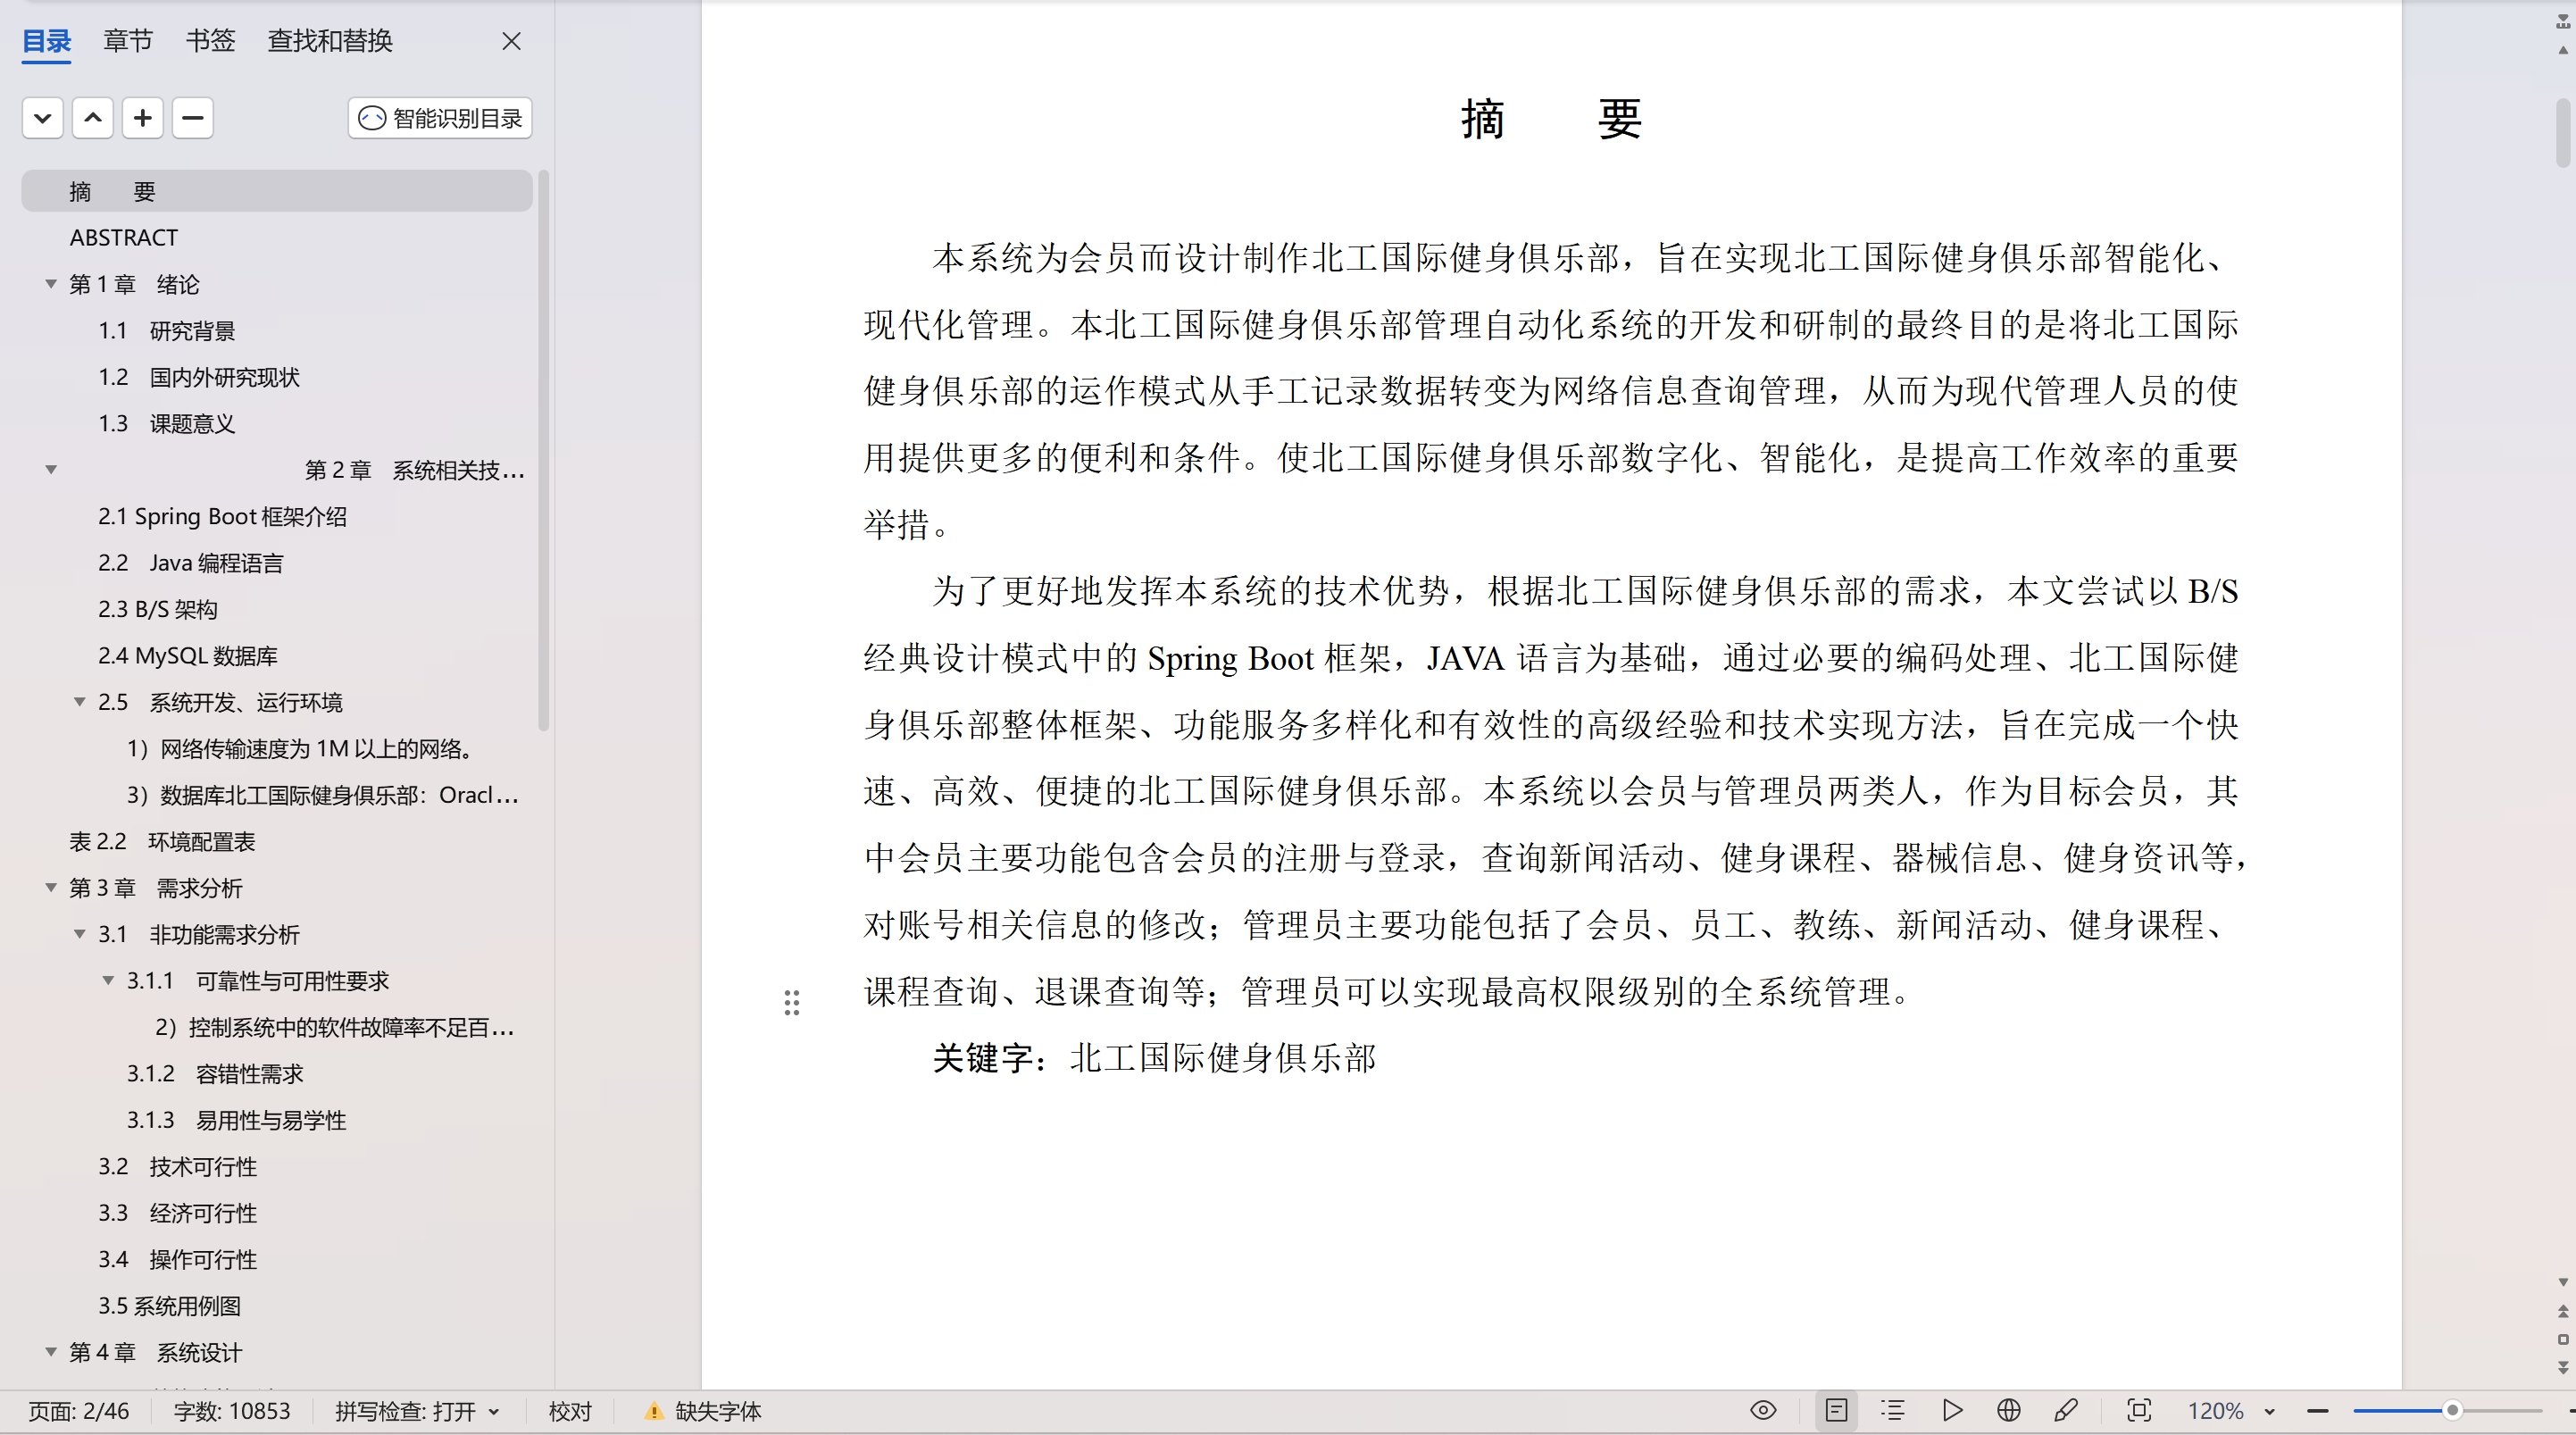 目录 章节 书签 查找和替换
智能识别目录
摘 要
ABSTRACT
第 1 章 绪论
1.1 研究背景
1.2 国内外研究现状
1.3 课题意义
第 2 章 系统相关技...
2.1 Spring Boot 框架介绍
2.2 Java 编程语言
2.3 B/S 架构
2.4 MySQL 数据库
2.5 系统开发、运行环境
1）网络传输速度为 1M 以上的网络。
3）数据库北工国际健身俱乐部：Oracl...
表 2.2 环境配置表
第 3 章 需求分析
3.1 非功能需求分析
3.1.1 可靠性与可用性要求
2）控制系统中的软件故障率不足百...
3.1.2 容错性需求
3.1.3 易用性与易学性
3.2 技术可行性
3.3 经济可行性
3.4 操作可行性
3.5 系统用例图
第 4 章 系统设计
摘 要
本系统为会员而设计制作北工国际健身俱乐部，旨在实现北工国际健身俱乐部智能化、
现代化管理。本北工国际健身俱乐部管理自动化系统的开发和研制的最终目的是将北工国际
健身俱乐部的运作模式从手工记录数据转变为网络信息查询管理，从而为现代管理人员的使
用提供更多的便利和条件。使北工国际健身俱乐部数字化、智能化，是提高工作效率的重要
举措。
为了更好地发挥本系统的技术优势，根据北工国际健身俱乐部的需求，本文尝试以 B/S
经典设计模式中的 Spring Boot 框架，JAVA 语言为基础，通过必要的编码处理、北工国际健
身俱乐部整体框架、功能服务多样化和有效性的高级经验和技术实现方法，旨在完成一个快
速、高效、便捷的北工国际健身俱乐部。本系统以会员与管理员两类人，作为目标会员，其
中会员主要功能包含会员的注册与登录，查询新闻活动、健身课程、器械信息、健身资讯等，
对账号相关信息的修改；管理员主要功能包括了会员、员工、教练、新闻活动、健身课程、
课程查询、退课查询等；管理员可以实现最高权限级别的全系统管理。
关键字：北工国际健身俱乐部
页面: 2/46 字数: 10853 拼写检查: 打开 校对 缺失字体 120%